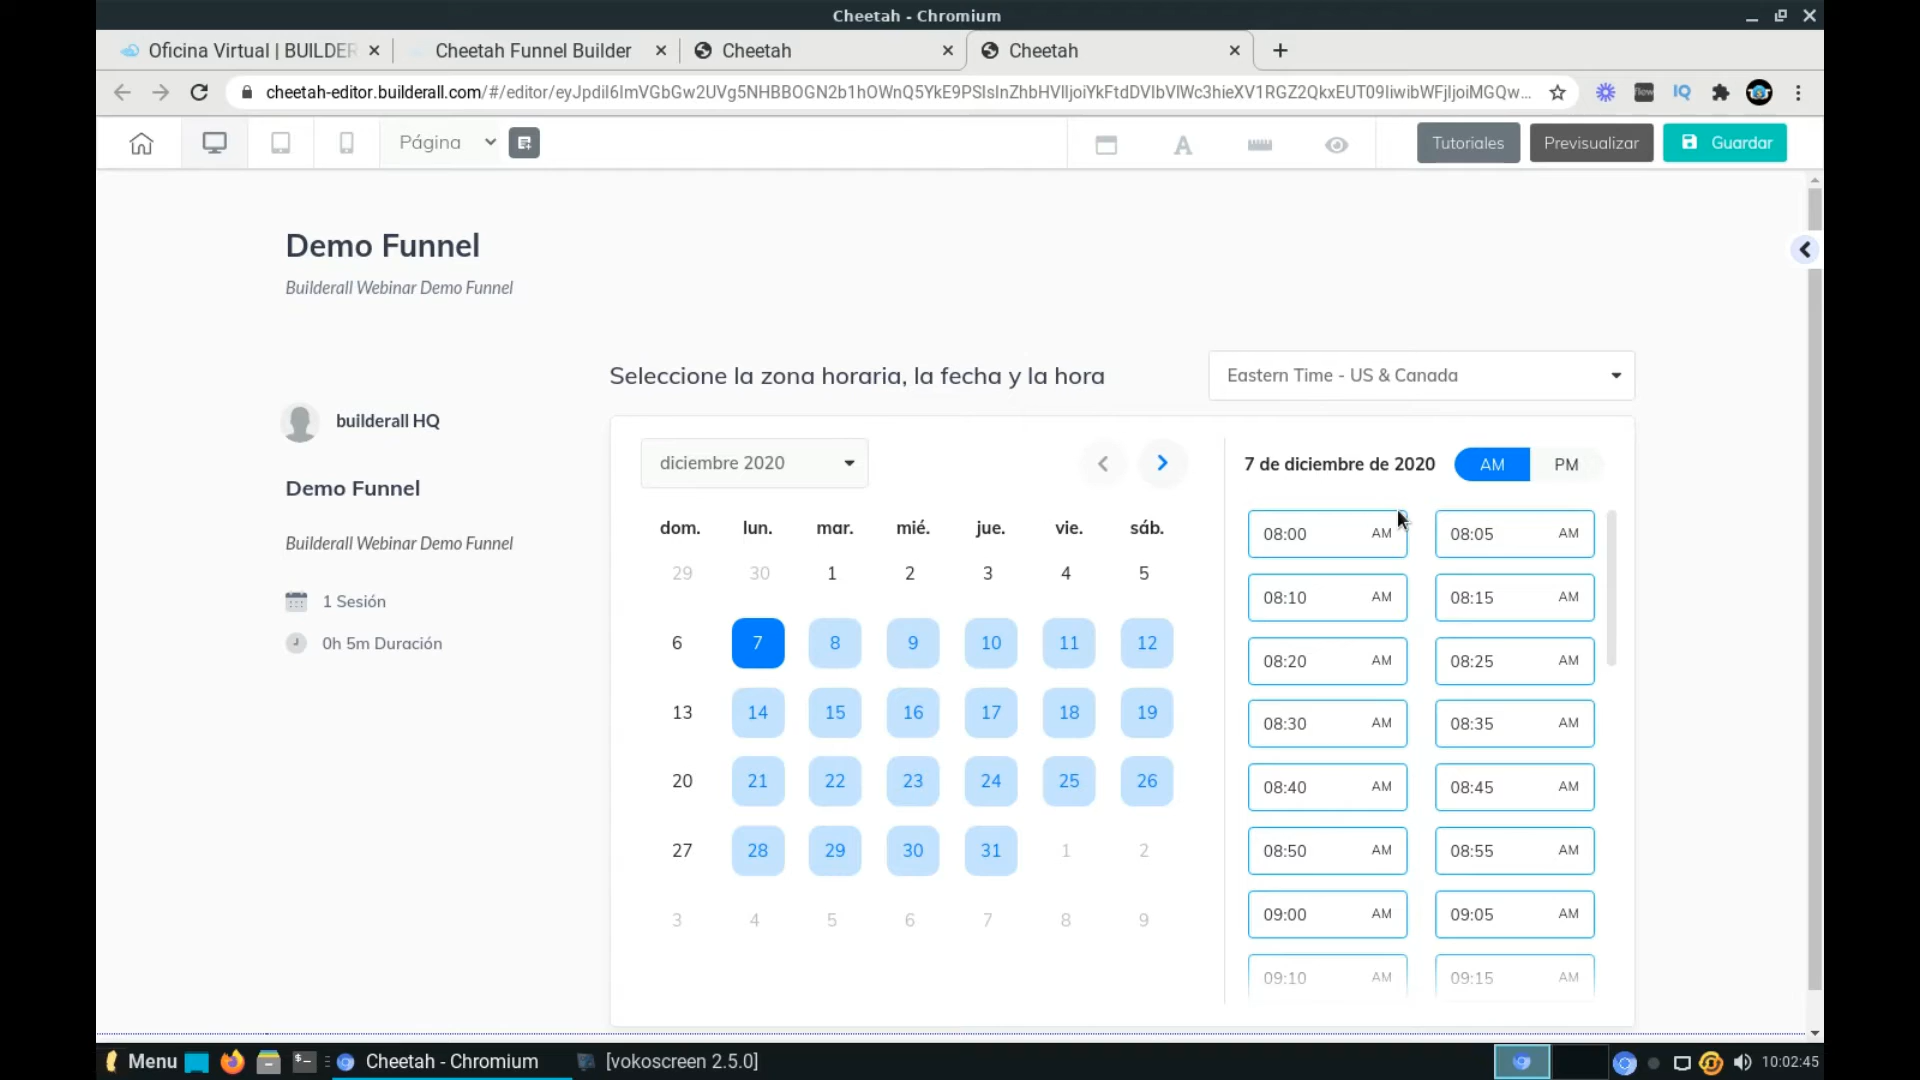 Cheetah - Chromium
Oficina Virtual | BUILDER
Cheetah Funnel Builder
Cheetah
Cheetah
Página
Tutoriales
Previsualizar
Guardar
Demo Funnel
Builderall Webinar Demo Funnel
Seleccione la zona horaria, la fecha y la hora
Eastern Time - US & Canada
builderall HQ
Demo Funnel
Builderall Webinar Demo Funnel
1 Sesión
0h 5m Duración
diciembre 2020
dom. lun. mar. mié. jue. vie. sáb.
29 30 1 2 3 4 5
6 7 8 9 10 11 12
13 14 15 16 17 18 19
20 21 22 23 24 25 26
27 28 29 30 31 1 2
3 4 5 6 7 8 9
7 de diciembre de 2020 AM PM
08:00 AM 08:05 AM
08:10 AM 08:15 AM
08:20 AM 08:25 AM
08:30 AM 08:35 AM
08:40 AM 08:45 AM
08:50 AM 08:55 AM
09:00 AM 09:05 AM
09:10 AM 09:15 AM
Menu
Cheetah - Chromium
[vokoscreen 2.5.0]
10:02:45